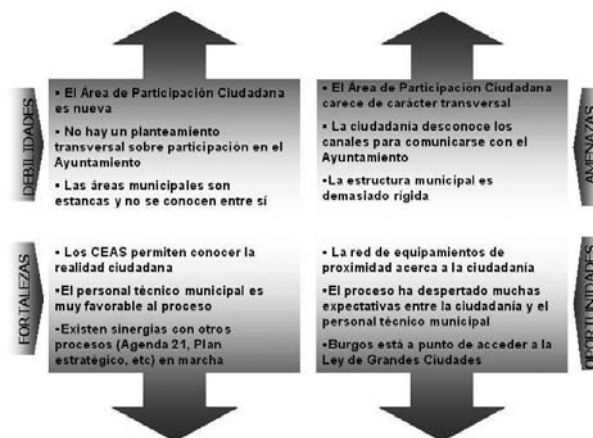 DEBILIDADES
▪ El Área de Participación Ciudadana
es nueva
▪ No hay un planteamiento
transversal sobre participación en el
Ayuntamiento
▪ Las áreas municipales son
estancas y no se conocen entre sí
▪ El Área de Participación Ciudadana
carece de carácter transversal
▪ La ciudadanía desconoce los
canales para comunicarse con el
Ayuntamiento
▪La estructura municipal es
demasiado rígida
AMENAZAS
FORTALEZAS
▪ Los CEAS permiten conocer la
realidad ciudadana
▪El personal técnico municipal es
muy favorable al proceso
▪Existen sinergias con otros
procesos (Agenda 21, Plan
estratégico, etc) en marcha
▪ La red de equipamientos de
proximidad acerca a la ciudadanía
▪El proceso ha despertado muchas
expectativas entre la ciudadanía y el
personal técnico municipal
▪Burgos está a punto de acceder a la
Ley de Grandes Ciudades
OPORTUNIDADES